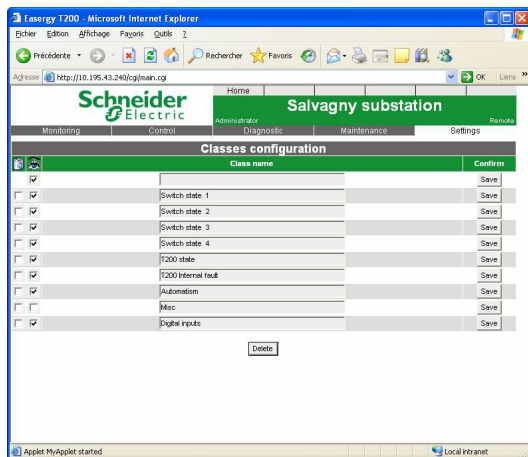 Easergy T200 - Microsoft Internet Explorer
Fichier Edition Affichage Favoris Outils ?
Précédente Rechercher Favoris
Adresse http://10.195.43.240/cgi/main.cgi OK Liens »
Schneider Electric
Home
Salvagny substation
Administrator Remote
Monitoring Control Diagnostic Maintenance Settings
Classes configuration
Class name Confirm
Save
Switch state 1 Save
Switch state 2 Save
Switch state 3 Save
Switch state 4 Save
T200 state Save
T200 Internal fault Save
Automatism Save
Misc Save
Digital inputs Save
Delete
Applet MyApplet started Local intranet